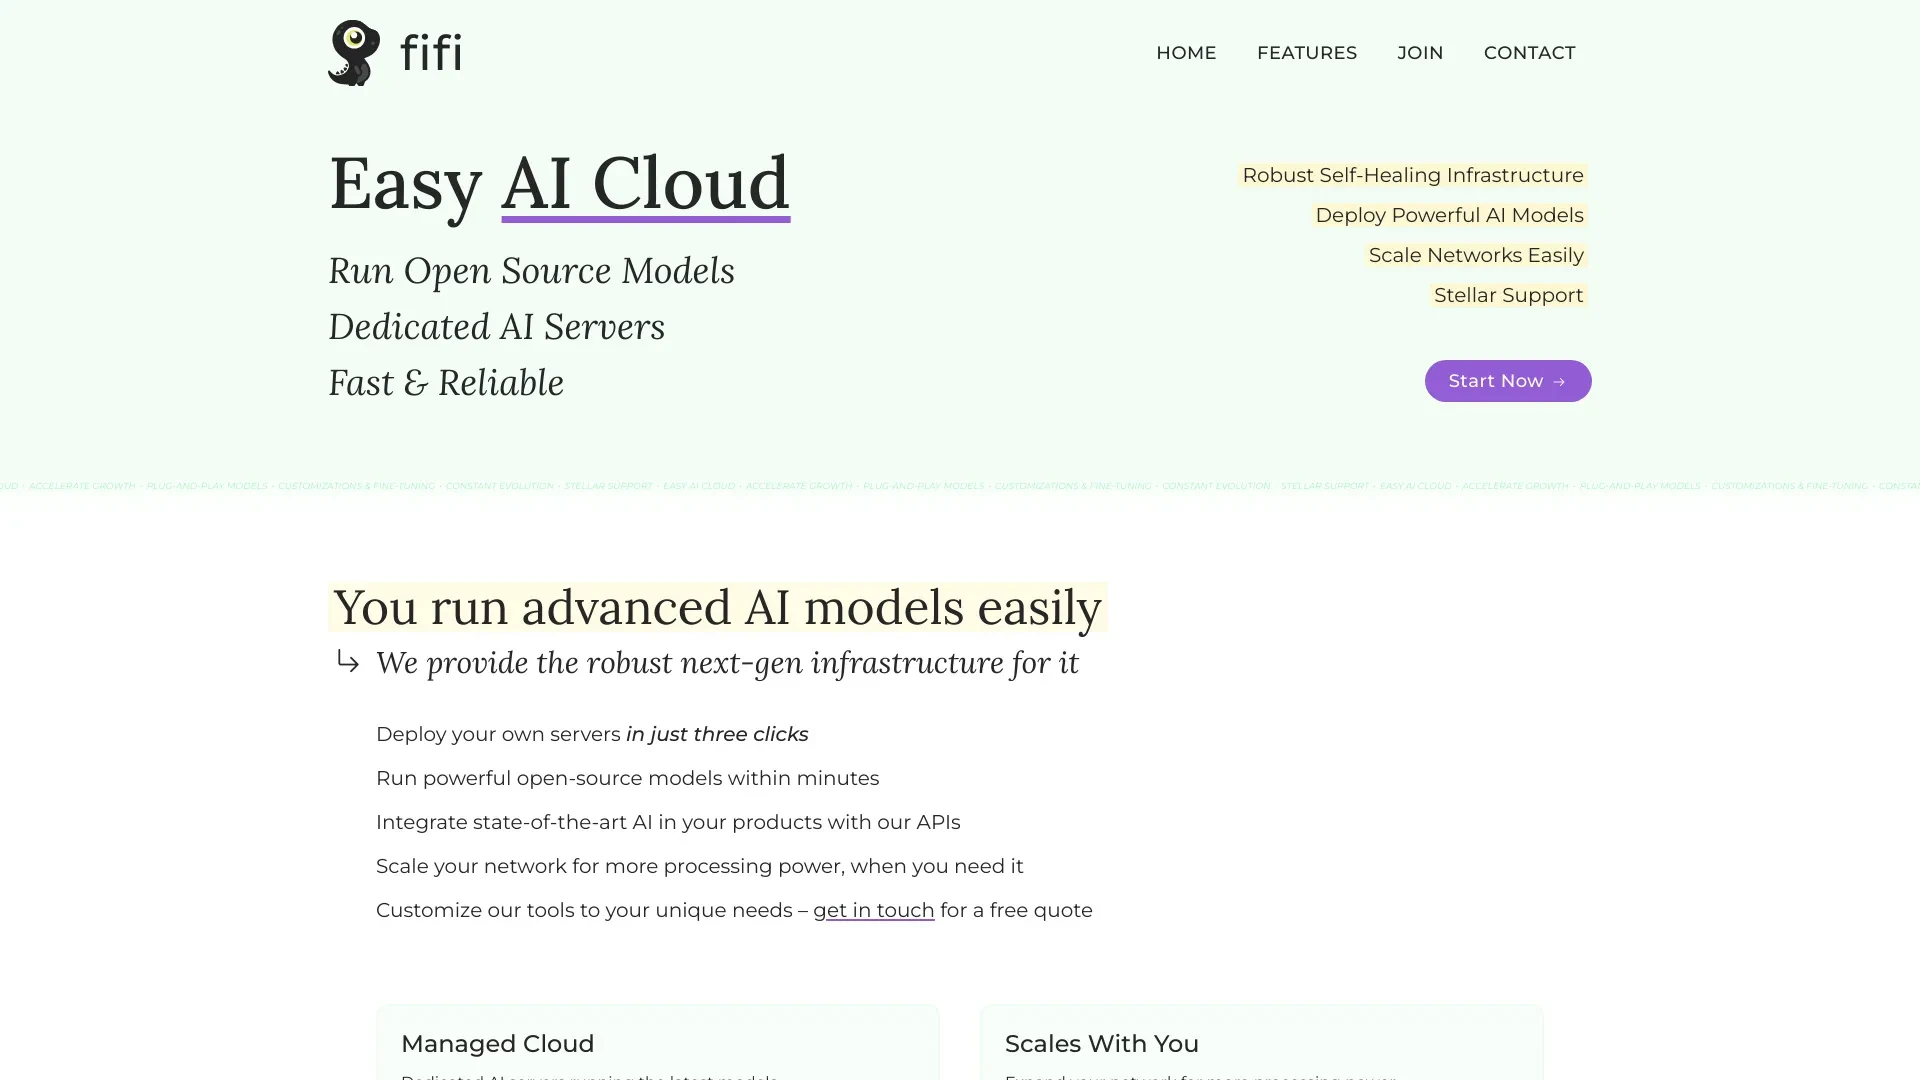 fifi
HOME
FEATURES
JOIN
CONTACT
Easy AI Cloud
Run Open Source Models
Dedicated AI Servers
Fast & Reliable
Robust Self-Healing Infrastructure
Deploy Powerful AI Models
Scale Networks Easily
Stellar Support
Start Now →
ACCELERATE GROWTH • PLUG-AND-PLAY MODELS • CUSTOMIZATIONS & FINE-TUNING • CONSTANT EVOLUTION • STELLAR SUPPORT • EASY AI CLOUD • ACCELERATE GROWTH • PLUG-AND-PLAY MODELS • CUSTOMIZATIONS & FINE-TUNING • CONSTANT EVOLUTION • STELLAR SUPPORT • EASY AI CLOUD • ACCELERATE GROWTH • PLUG-AND-PLAY MODELS • CUSTOMIZATIONS & FINE-TUNING
You run advanced AI models easily
We provide the robust next-gen infrastructure for it
Deploy your own servers in just three clicks
Run powerful open-source models within minutes
Integrate state-of-the-art AI in your products with our APIs
Scale your network for more processing power, when you need it
Customize our tools to your unique needs – get in touch for a free quote
Managed Cloud
Scales With You